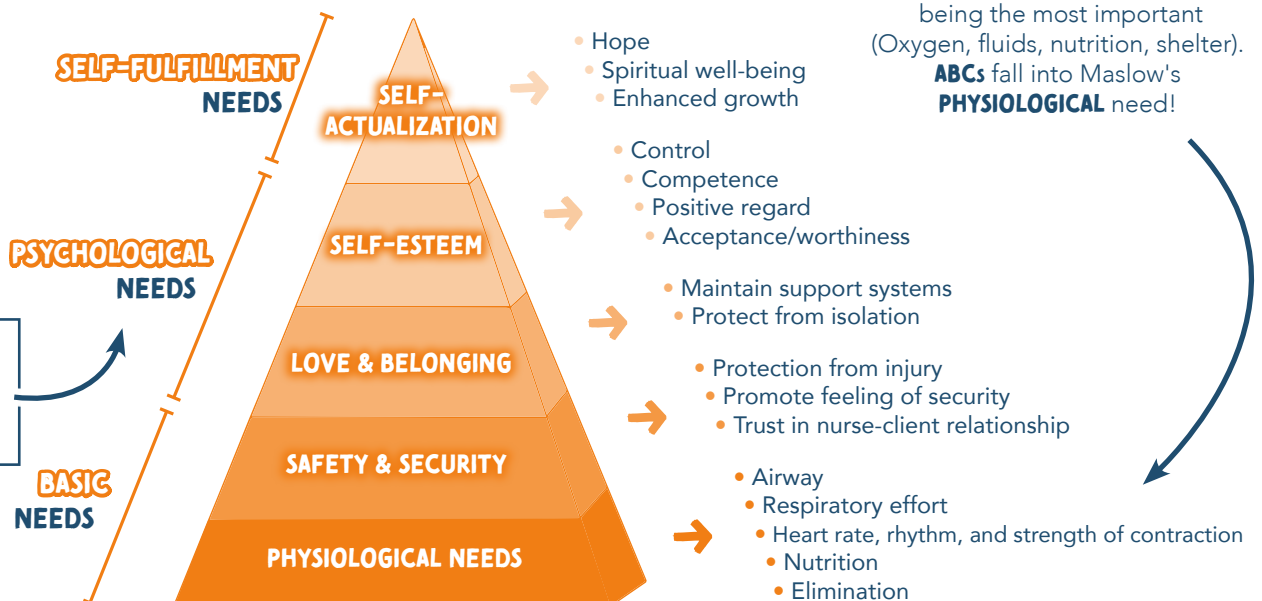 being the most important
(Oxygen, fluids, nutrition, shelter).
ABCs fall into Maslow's
PHYSIOLOGICAL need!
SELF-FULFILLMENT
NEEDS
SELF-
ACTUALIZATION
• Hope
• Spiritual well-being
• Enhanced growth
PSYCHOLOGICAL
NEEDS
SELF-ESTEEM
• Control
• Competence
• Positive regard
• Acceptance/worthiness
LOVE & BELONGING
• Maintain support systems
• Protect from isolation
BASIC
NEEDS
SAFETY & SECURITY
• Protection from injury
• Promote feeling of security
• Trust in nurse-client relationship
PHYSIOLOGICAL NEEDS
• Airway
• Respiratory effort
• Heart rate, rhythm, and strength of contraction
• Nutrition
• Elimination